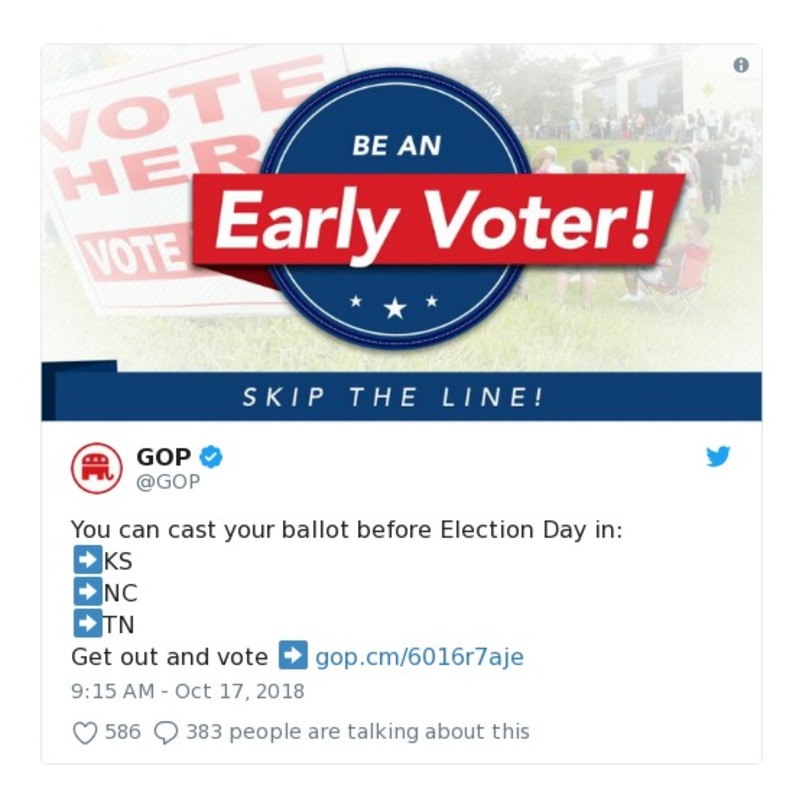 VOTE
HER
VOTE
BE AN
Early Voter!
SKIP THE LINE!
GOP
@GOP
You can cast your ballot before Election Day in:
➡KS
➡NC
➡TN
Get out and vote ➡ gop.cm/6016r7aje
9:15 AM - Oct 17, 2018
586 383 people are talking about this